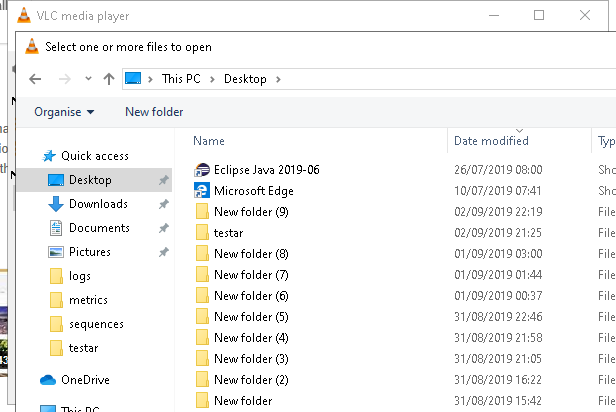 VLC media player
Select one or more files to open
This PC > Desktop >
Organise New folder
Name Date modified Typ
Quick access
Desktop
Downloads
Documents
Pictures
logs
metrics
sequences
testar
OneDrive
This PC
Eclipse Java 2019-06 26/07/2019 08:00 Sho
Microsoft Edge 10/07/2019 07:41 Sho
New folder (9) 02/09/2019 22:19 File
testar 02/09/2019 21:25 File
New folder (8) 01/09/2019 03:00 File
New folder (7) 01/09/2019 01:44 File
New folder (6) 01/09/2019 00:37 File
New folder (5) 31/08/2019 22:46 File
New folder (4) 31/08/2019 21:58 File
New folder (3) 31/08/2019 21:05 File
New folder (2) 31/08/2019 16:22 File
New folder 31/08/2019 15:42 File